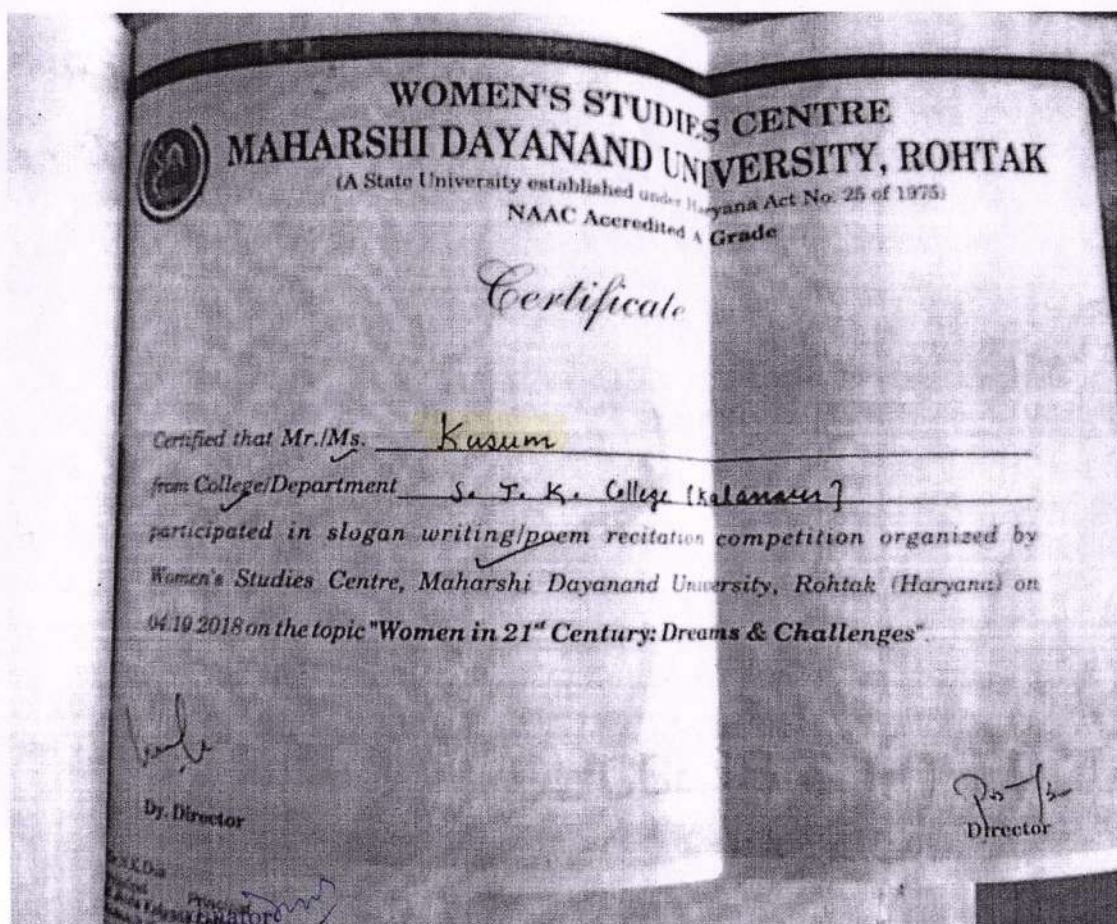 WOMEN'S STUDIES CENTRE
MAHARSHI DAYANAND UNIVERSITY, ROHTAK
(A State University established under Haryana Act No. 25 of 1975)
NAAC Accredited A Grade
Certificate
Certified that Mr./Ms. Kusum
from College/Department S. J. K. College [Kalanaur]
participated in slogan writing/poem recitation competition organized by
Women's Studies Centre, Maharshi Dayanand University, Rohtak (Haryana) on
04.10.2018 on the topic "Women in 21st Century: Dreams & Challenges".
Dy. Director
Director
Principal